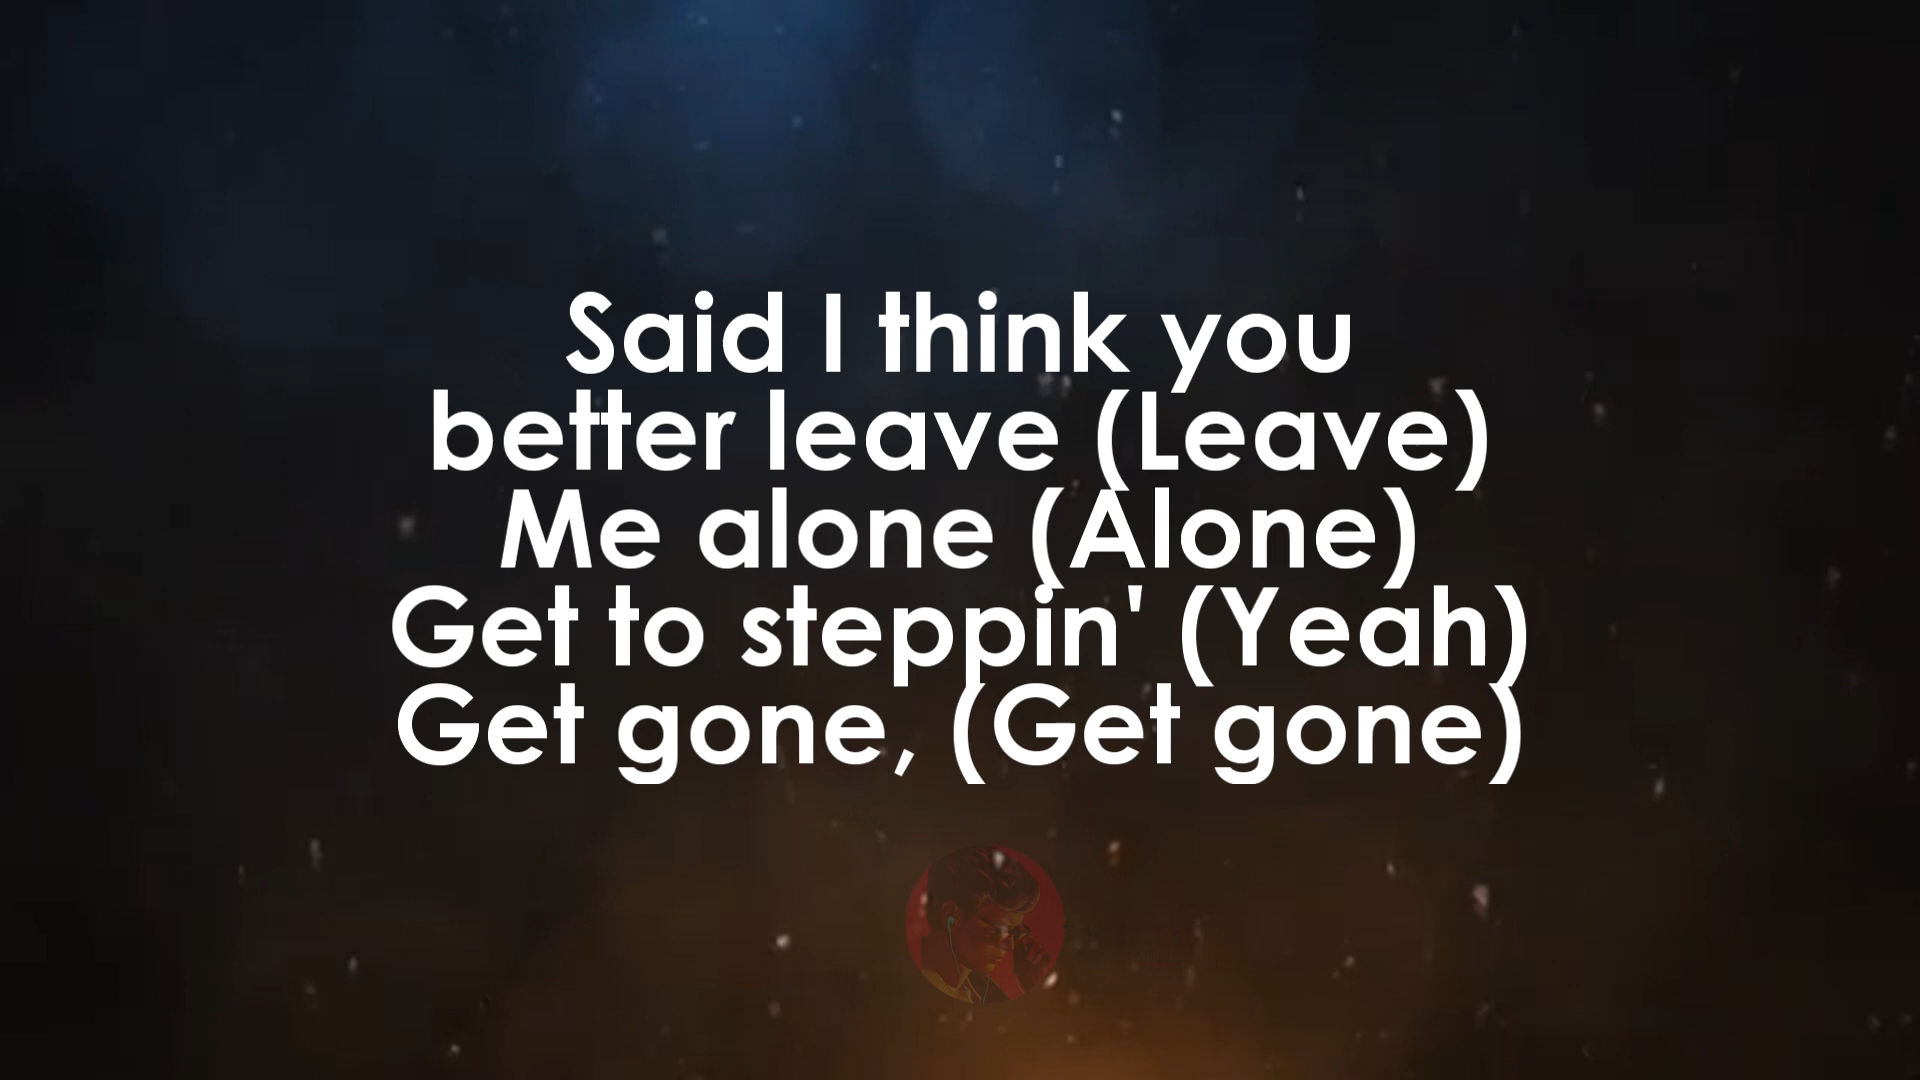 Said I think you
better leave (Leave)
Me alone (Alone)
Get to steppin' (Yeah)
Get gone, (Get gone)